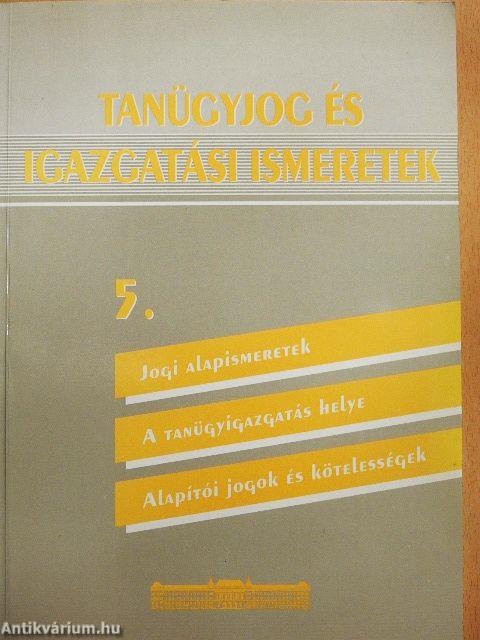 TANÜGYJOG ÉS
IGAZGATÁSI ISMERETEK
5.
Jogi alapismeretek
A tanügyigazgatás helye
Alapítói jogok és kötelességek
Antikvárium.hu